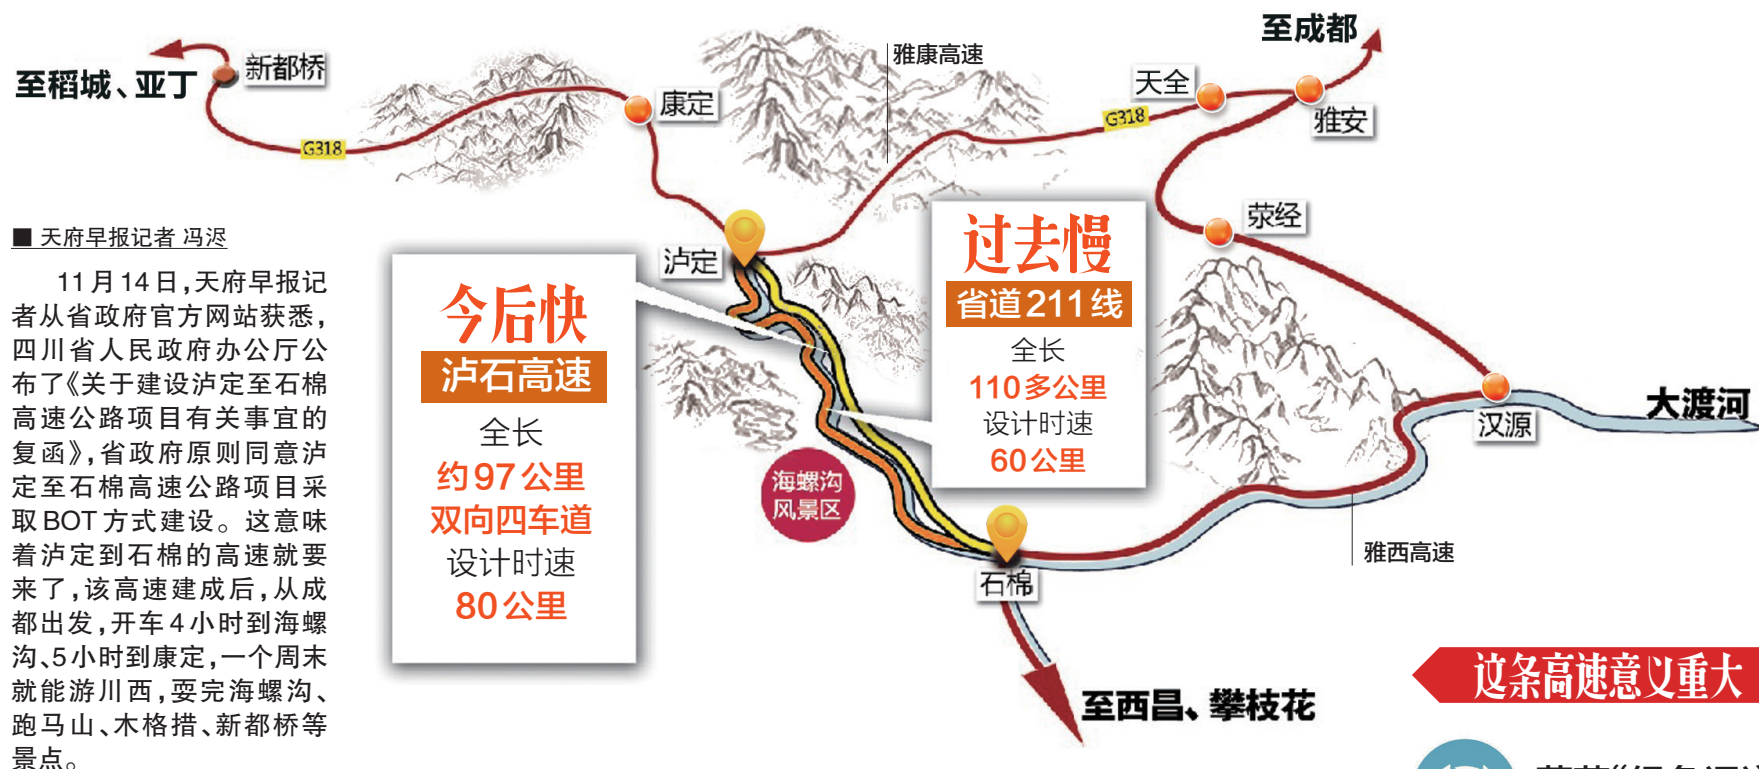 至稻城、亚丁
新都桥
G318
康定
雅康高速
至成都
天全
G318
雅安
荥经
泸定
■ 天府早报记者 冯浕
11月14日,天府早报记
者从省政府官方网站获悉,
四川省人民政府办公厅公
布了《关于建设泸定至石棉
高速公路项目有关事宜的
复函》,省政府原则同意泸
定至石棉高速公路项目采
取BOT方式建设。这意味
着泸定到石棉的高速就要
来了,该高速建成后,从成
都出发,开车4小时到海螺
沟、5小时到康定,一个周末
就能游川西,耍完海螺沟、
跑马山、木格措、新都桥等
景点。
今后快
泸石高速
全长
约97公里
双向四车道
设计时速
80公里
过去慢
省道211线
全长
110多公里
设计时速
60公里
海螺沟
风景区
大渡河
汉源
雅西高速
石棉
至西昌、攀枝花
这条高速意义重大